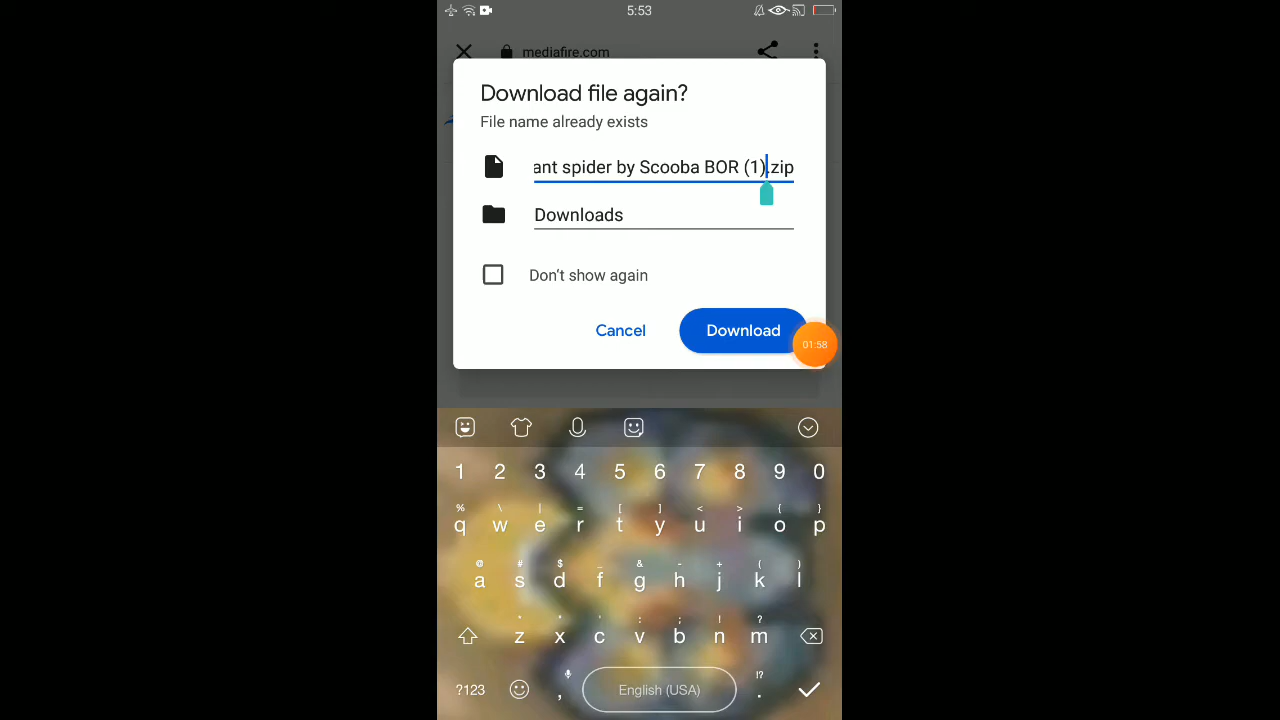 5:53
mediafire.com
Download file again?
File name already exists
ant spider by Scooba BOR (1).zip
Downloads
Don't show again
Cancel
Download
01:58
1 2 3 4 5 6 7 8 9 0
% \ | = [ ] < > { }
q w e r t y u i o p
@ # $ _ & - + ( )
a s d f g h j k l
" ' : ; ! ?
z x c v b n m
!?
?123 , English (USA) .